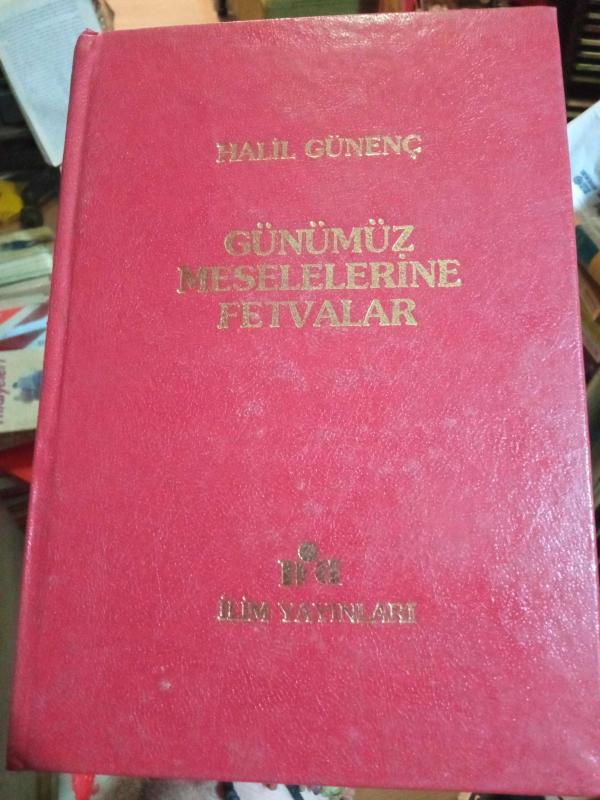 HALİL GÜNENÇ
GÜNÜMÜZ
MESELELERİNE
FETVALAR
İLİM YAYINLARI